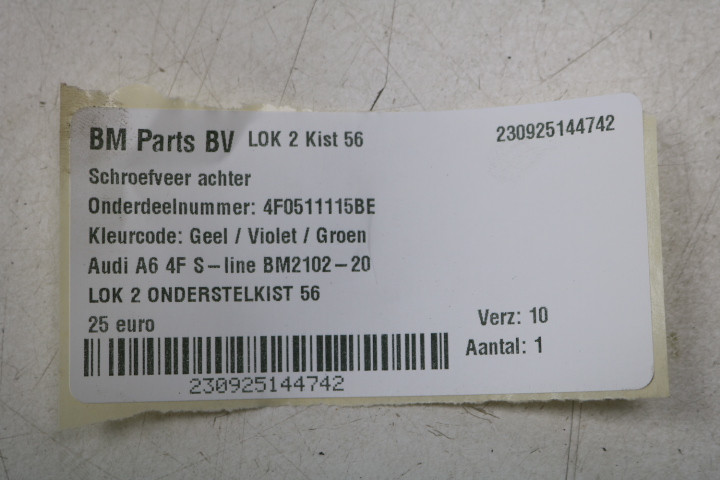 BM Parts BV LOK 2 Kist 56 230925144742
Schroefveer achter
Onderdeelnummer: 4F0511115BE
Kleurcode: Geel / Violet / Groen
Audi A6 4F S-line BM2102-20
LOK 2 ONDERSTELKIST 56
25 euro Verz: 10
Aantal: 1
230925144742